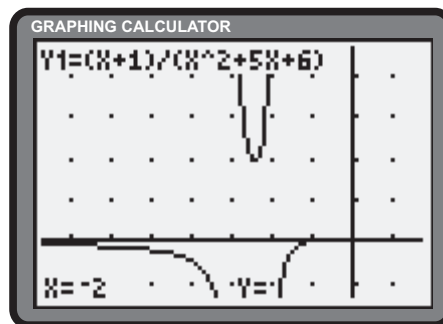 GRAPHING CALCULATOR
Y1=(X+1)/(X^2+5X+6)
X=-2 Y=